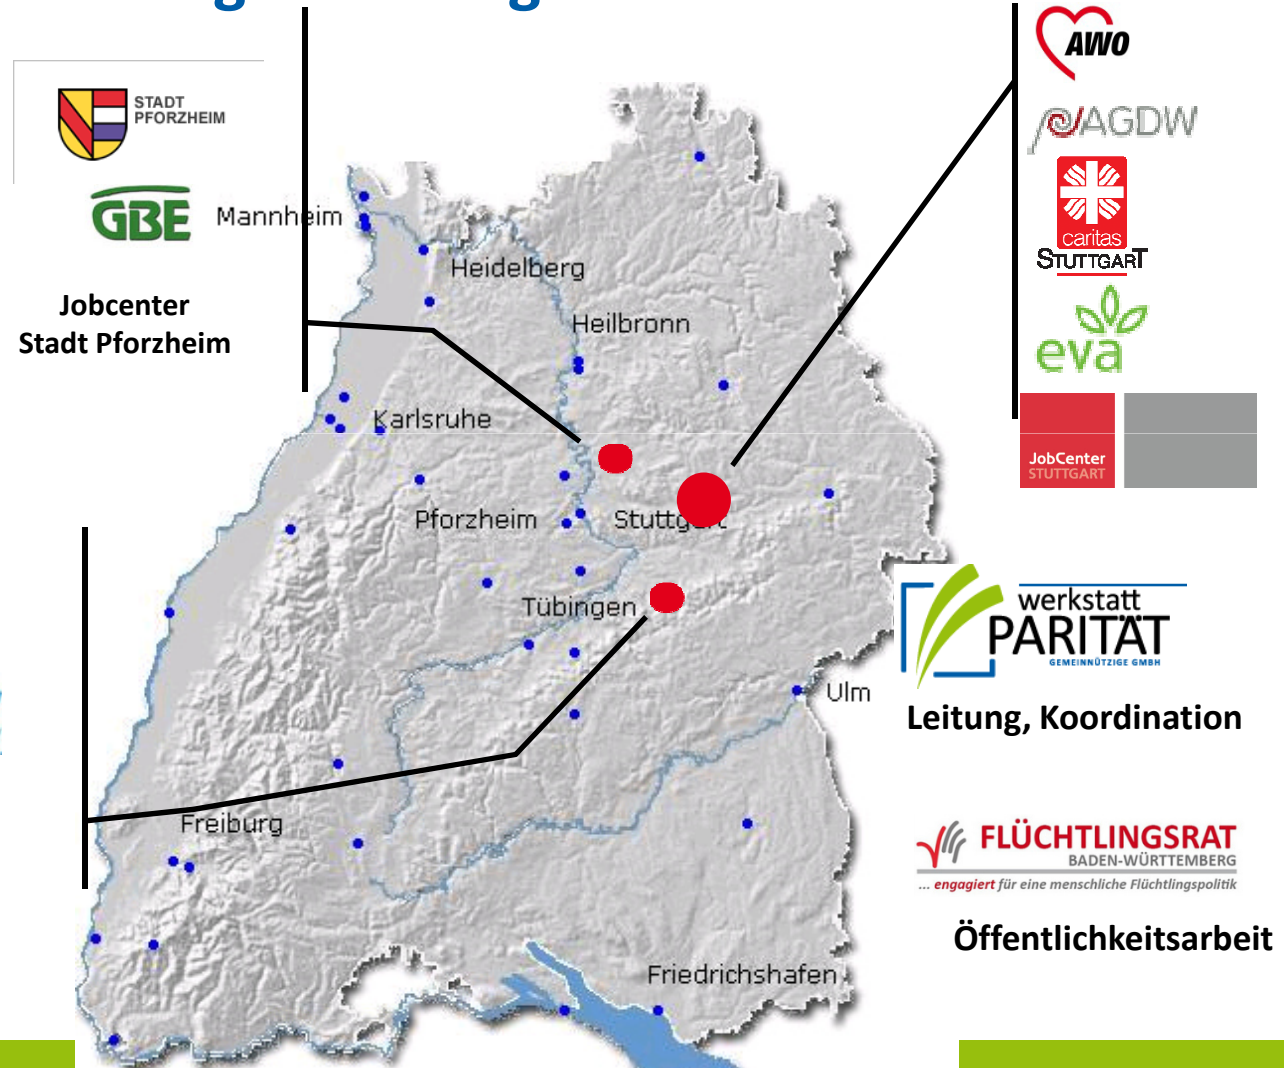 STADT
PFORZHEIM
GBE
Jobcenter
Stadt Pforzheim
Mannheim
Heidelberg
Heilbronn
Karlsruhe
Pforzheim
Stuttgart
Tübingen
Ulm
Freiburg
Friedrichshafen
AWO
AGDW
caritas
STUTTGART
eva
JobCenter
STUTTGART
werkstatt
PARITÄT
GEMEINNÜTZIGE GMBH
Leitung, Koordination
FLÜCHTLINGSRAT
BADEN-WÜRTTEMBERG
... engagiert für eine menschliche Flüchtlingspolitik
Öffentlichkeitsarbeit